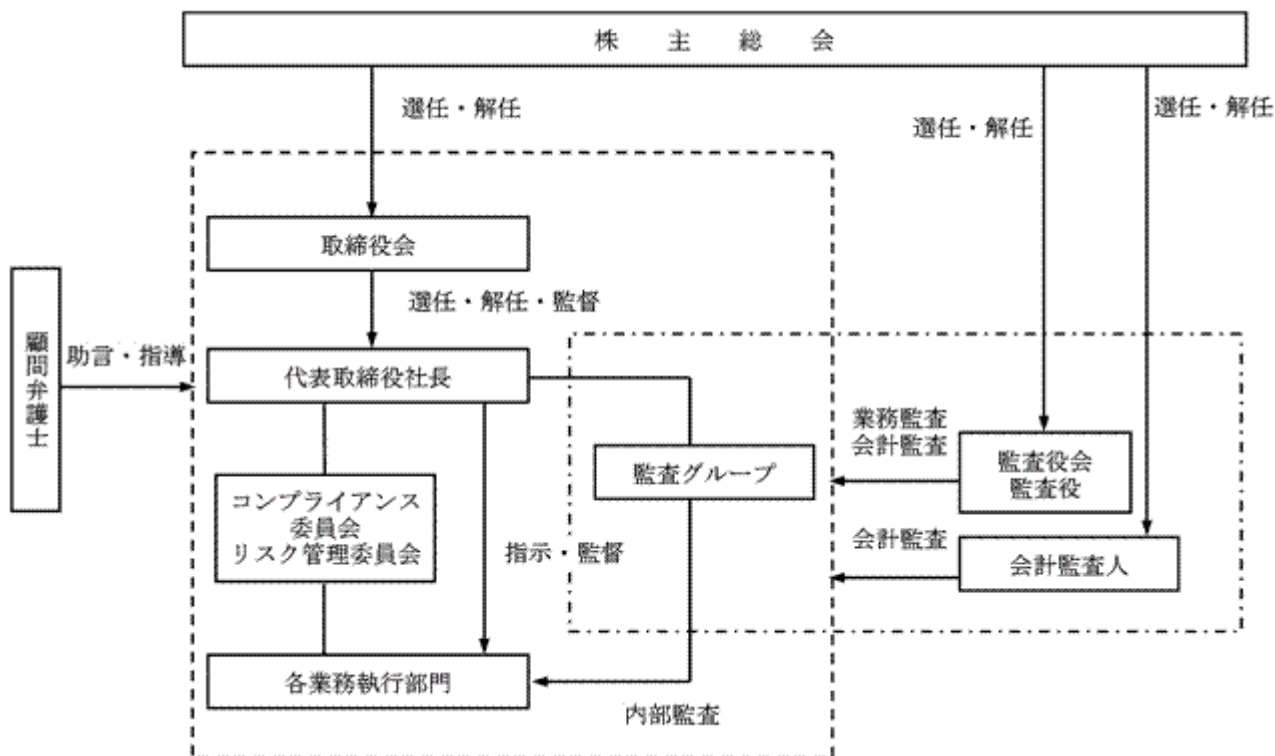 株主総会
選任・解任
選任・解任
選任・解任
取締役会
選任・解任・監督
顧問弁護士
助言・指導
代表取締役社長
業務監査
会計監査
監査グループ
監査役会
監査役
コンプライアンス
委員会
リスク管理委員会
指示・監督
会計監査
会計監査人
各業務執行部門
内部監査